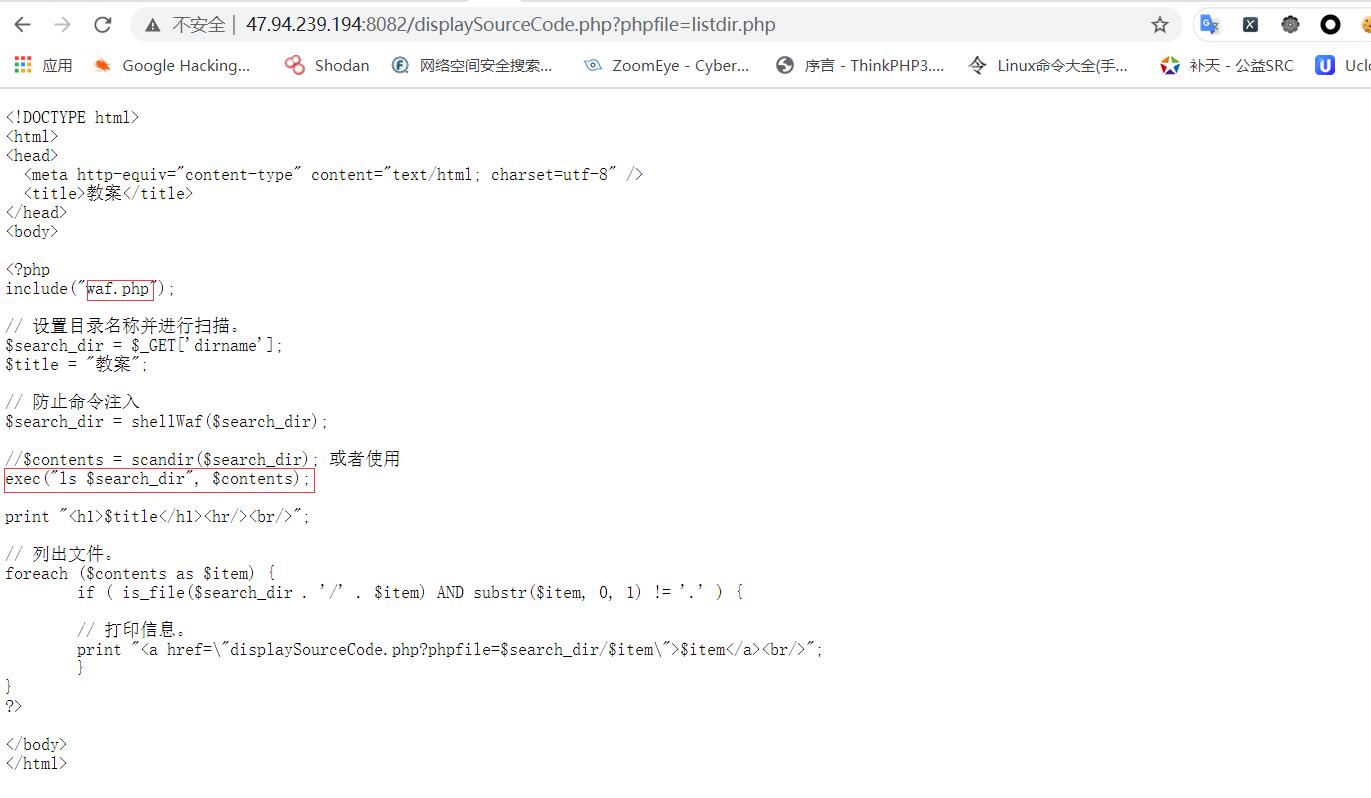 不安全 | 47.94.239.194:8082/displaySourceCode.php?phpfile=listdir.php
应用 Google Hacking... Shodan 网络空间安全搜索... ZoomEye - Cyber... 序言 - ThinkPHP3.... Linux命令大全(手... 补天 - 公益SRC Uclo
<!DOCTYPE html>
<html>
<head>
  <meta http-equiv="content-type" content="text/html; charset=utf-8" />
  <title>教案</title>
</head>
<body>
<?php
include("waf.php");
// 设置目录名称并进行扫描。
$search_dir = $_GET['dirname'];
$title = "教案";
// 防止命令注入
$search_dir = shellWaf($search_dir);
//$contents = scandir($search_dir); 或者使用
exec("ls $search_dir", $contents);
print "<h1>$title</h1><hr/><br/>";
// 列出文件。
foreach ($contents as $item) {
        if ( is_file($search_dir . '/' . $item) AND substr($item, 0, 1) != '.' ) {
        // 打印信息。
        print "<a href=\"displaySourceCode.php?phpfile=$search_dir/$item\">$item</a><br/>";
        }
}
?>
</body>
</html>